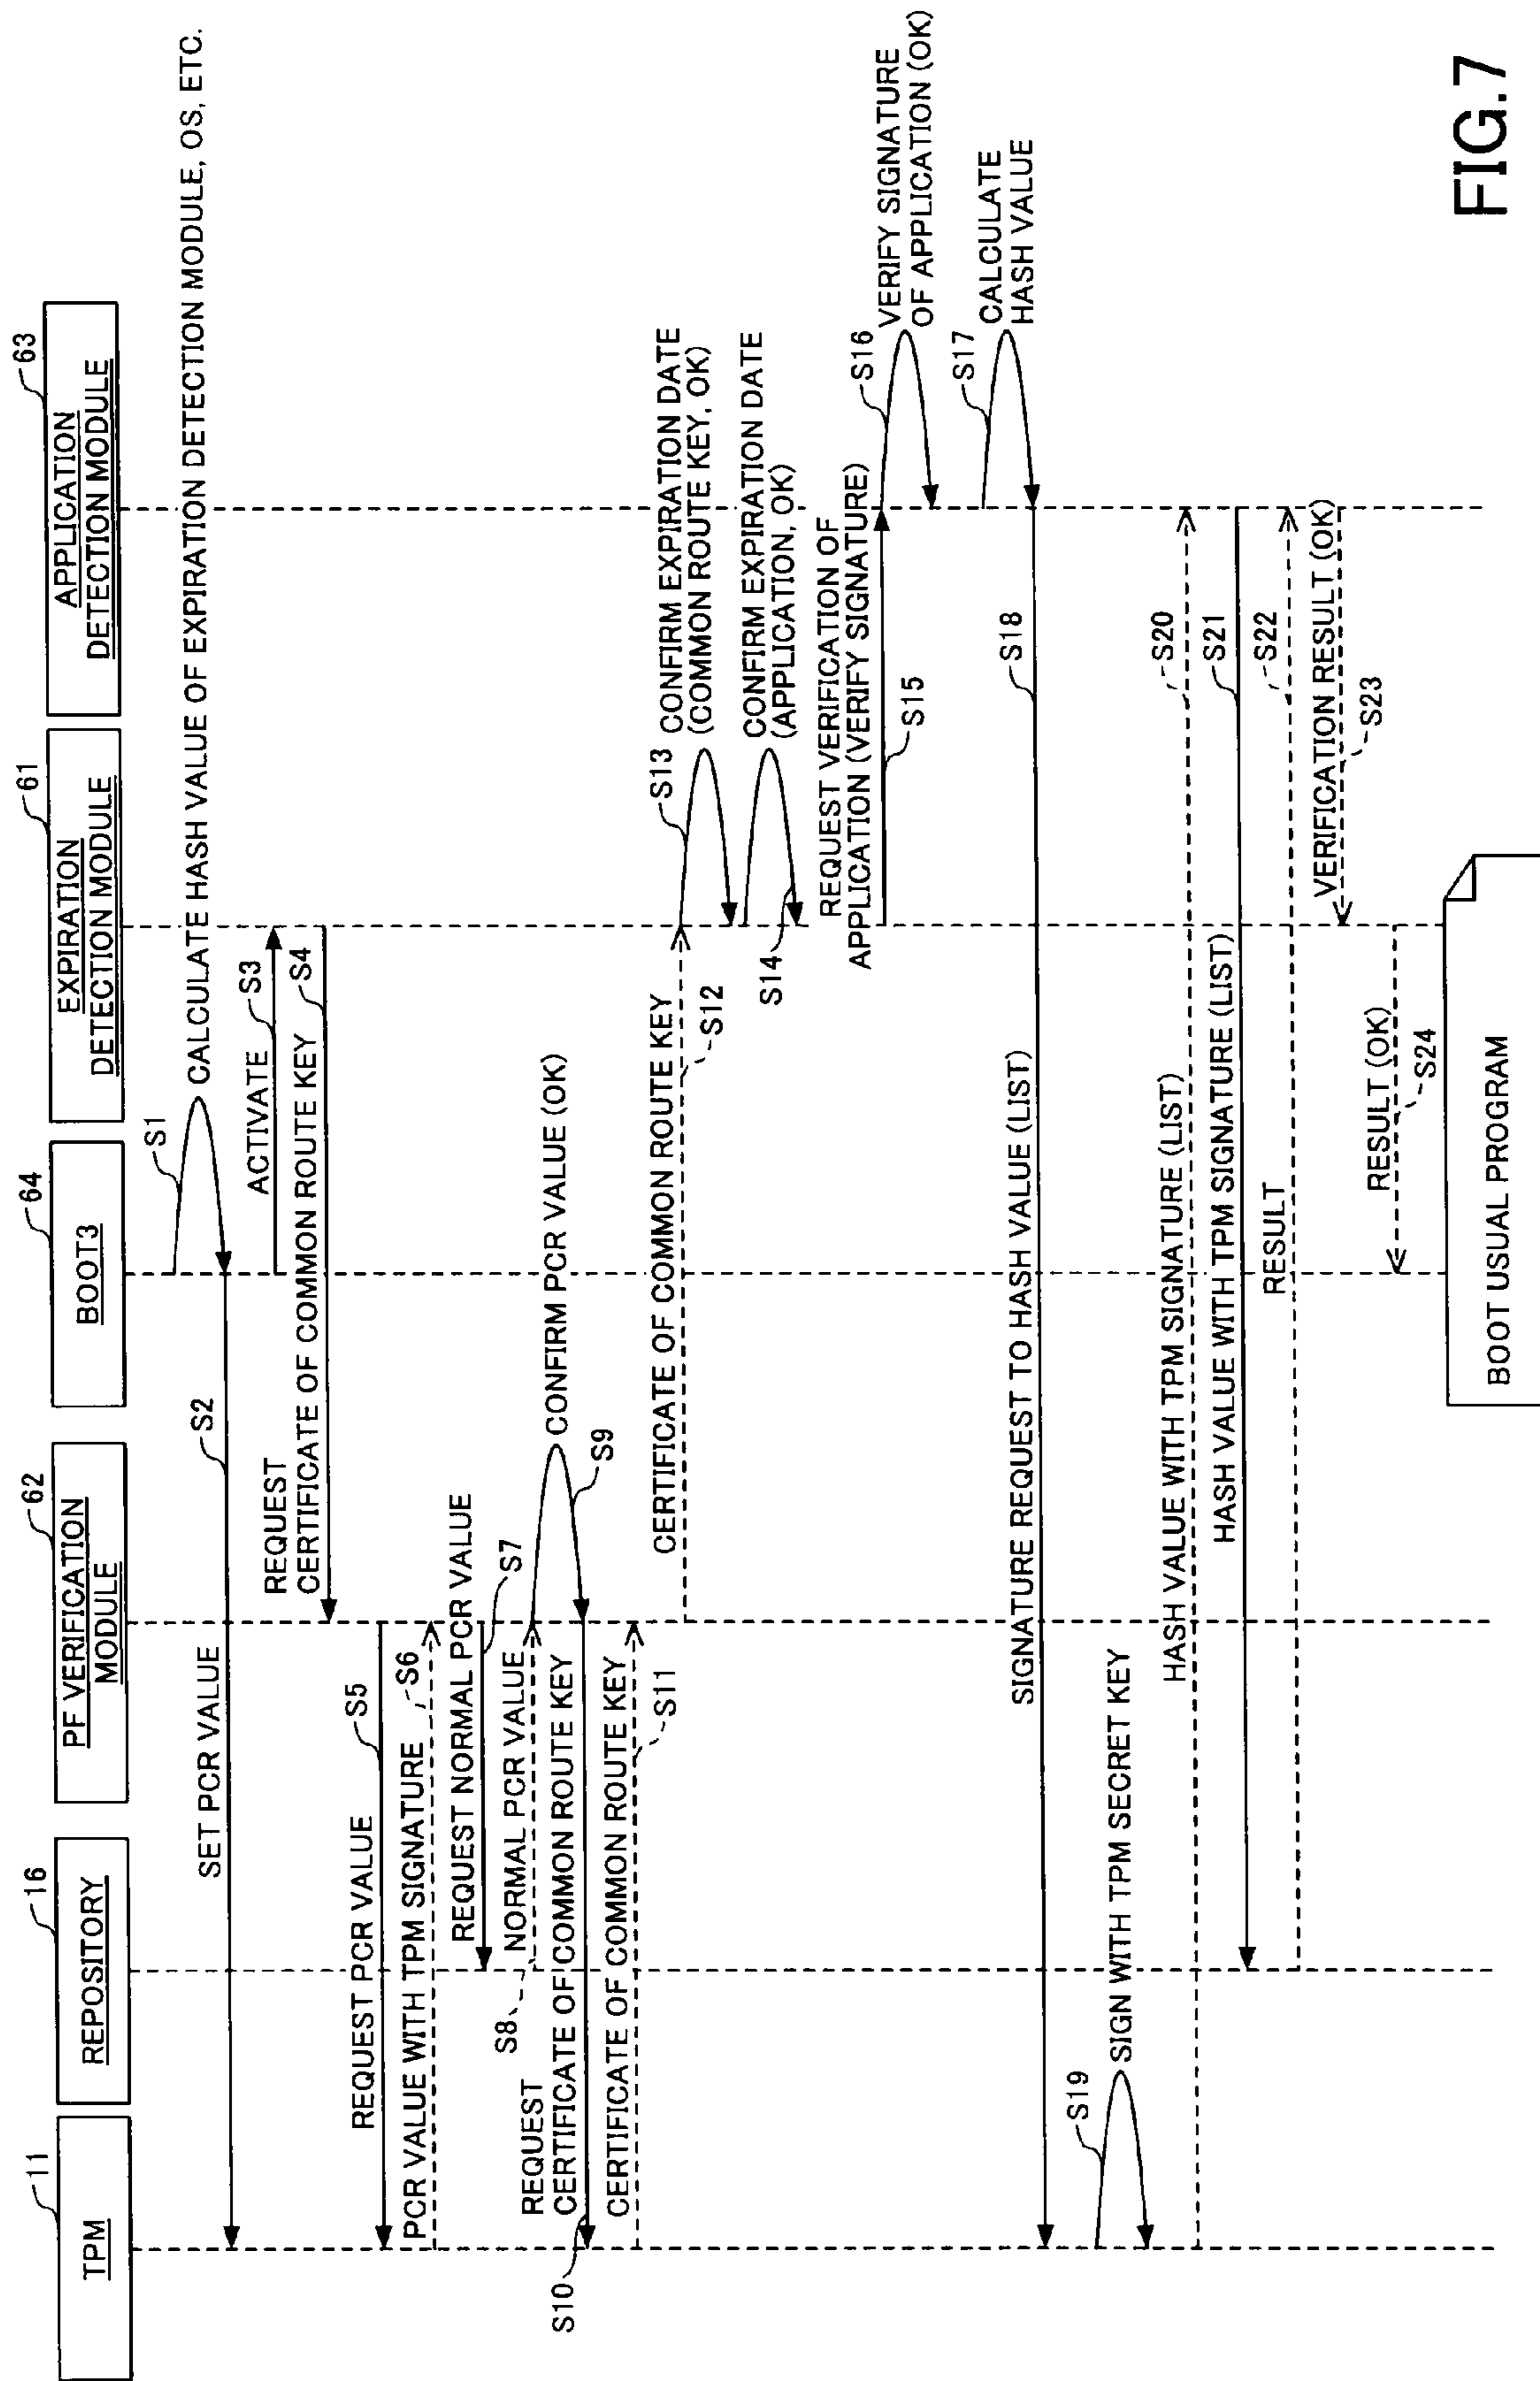 11
TPM
16
REPOSITORY
62
PF VERIFICATION
MODULE
64
BOOT3
61
EXPIRATION
DETECTION MODULE
63
APPLICATION
DETECTION MODULE
S1
CALCULATE HASH VALUE OF EXPIRATION DETECTION MODULE, OS, ETC.
SET PCR VALUE
S2
ACTIVATE
S3
REQUEST
CERTIFICATE OF COMMON ROUTE KEY
S4
REQUEST PCR VALUE
S5
PCR VALUE WITH TPM SIGNATURE
S6
REQUEST NORMAL PCR VALUE
S7
S8
NORMAL PCR VALUE
CONFIRM PCR VALUE (OK)
S9
REQUEST
CERTIFICATE OF COMMON ROUTE KEY
S10
CERTIFICATE OF COMMON ROUTE KEY
S11
CERTIFICATE OF COMMON ROUTE KEY
S12
S13
CONFIRM EXPIRATION DATE
(COMMON ROUTE KEY, OK)
CONFIRM EXPIRATION DATE
(APPLICATION, OK)
S14
REQUEST VERIFICATION OF
APPLICATION (VERIFY SIGNATURE)
S15
S16
VERIFY SIGNATURE
OF APPLICATION (OK)
S17
CALCULATE
HASH VALUE
SIGNATURE REQUEST TO HASH VALUE (LIST)
S18
S19
SIGN WITH TPM SECRET KEY
HASH VALUE WITH TPM SIGNATURE (LIST)
S20
HASH VALUE WITH TPM SIGNATURE (LIST)
S21
RESULT
S22
VERIFICATION RESULT (OK)
S23
RESULT (OK)
S24
BOOT USUAL PROGRAM
FIG.7